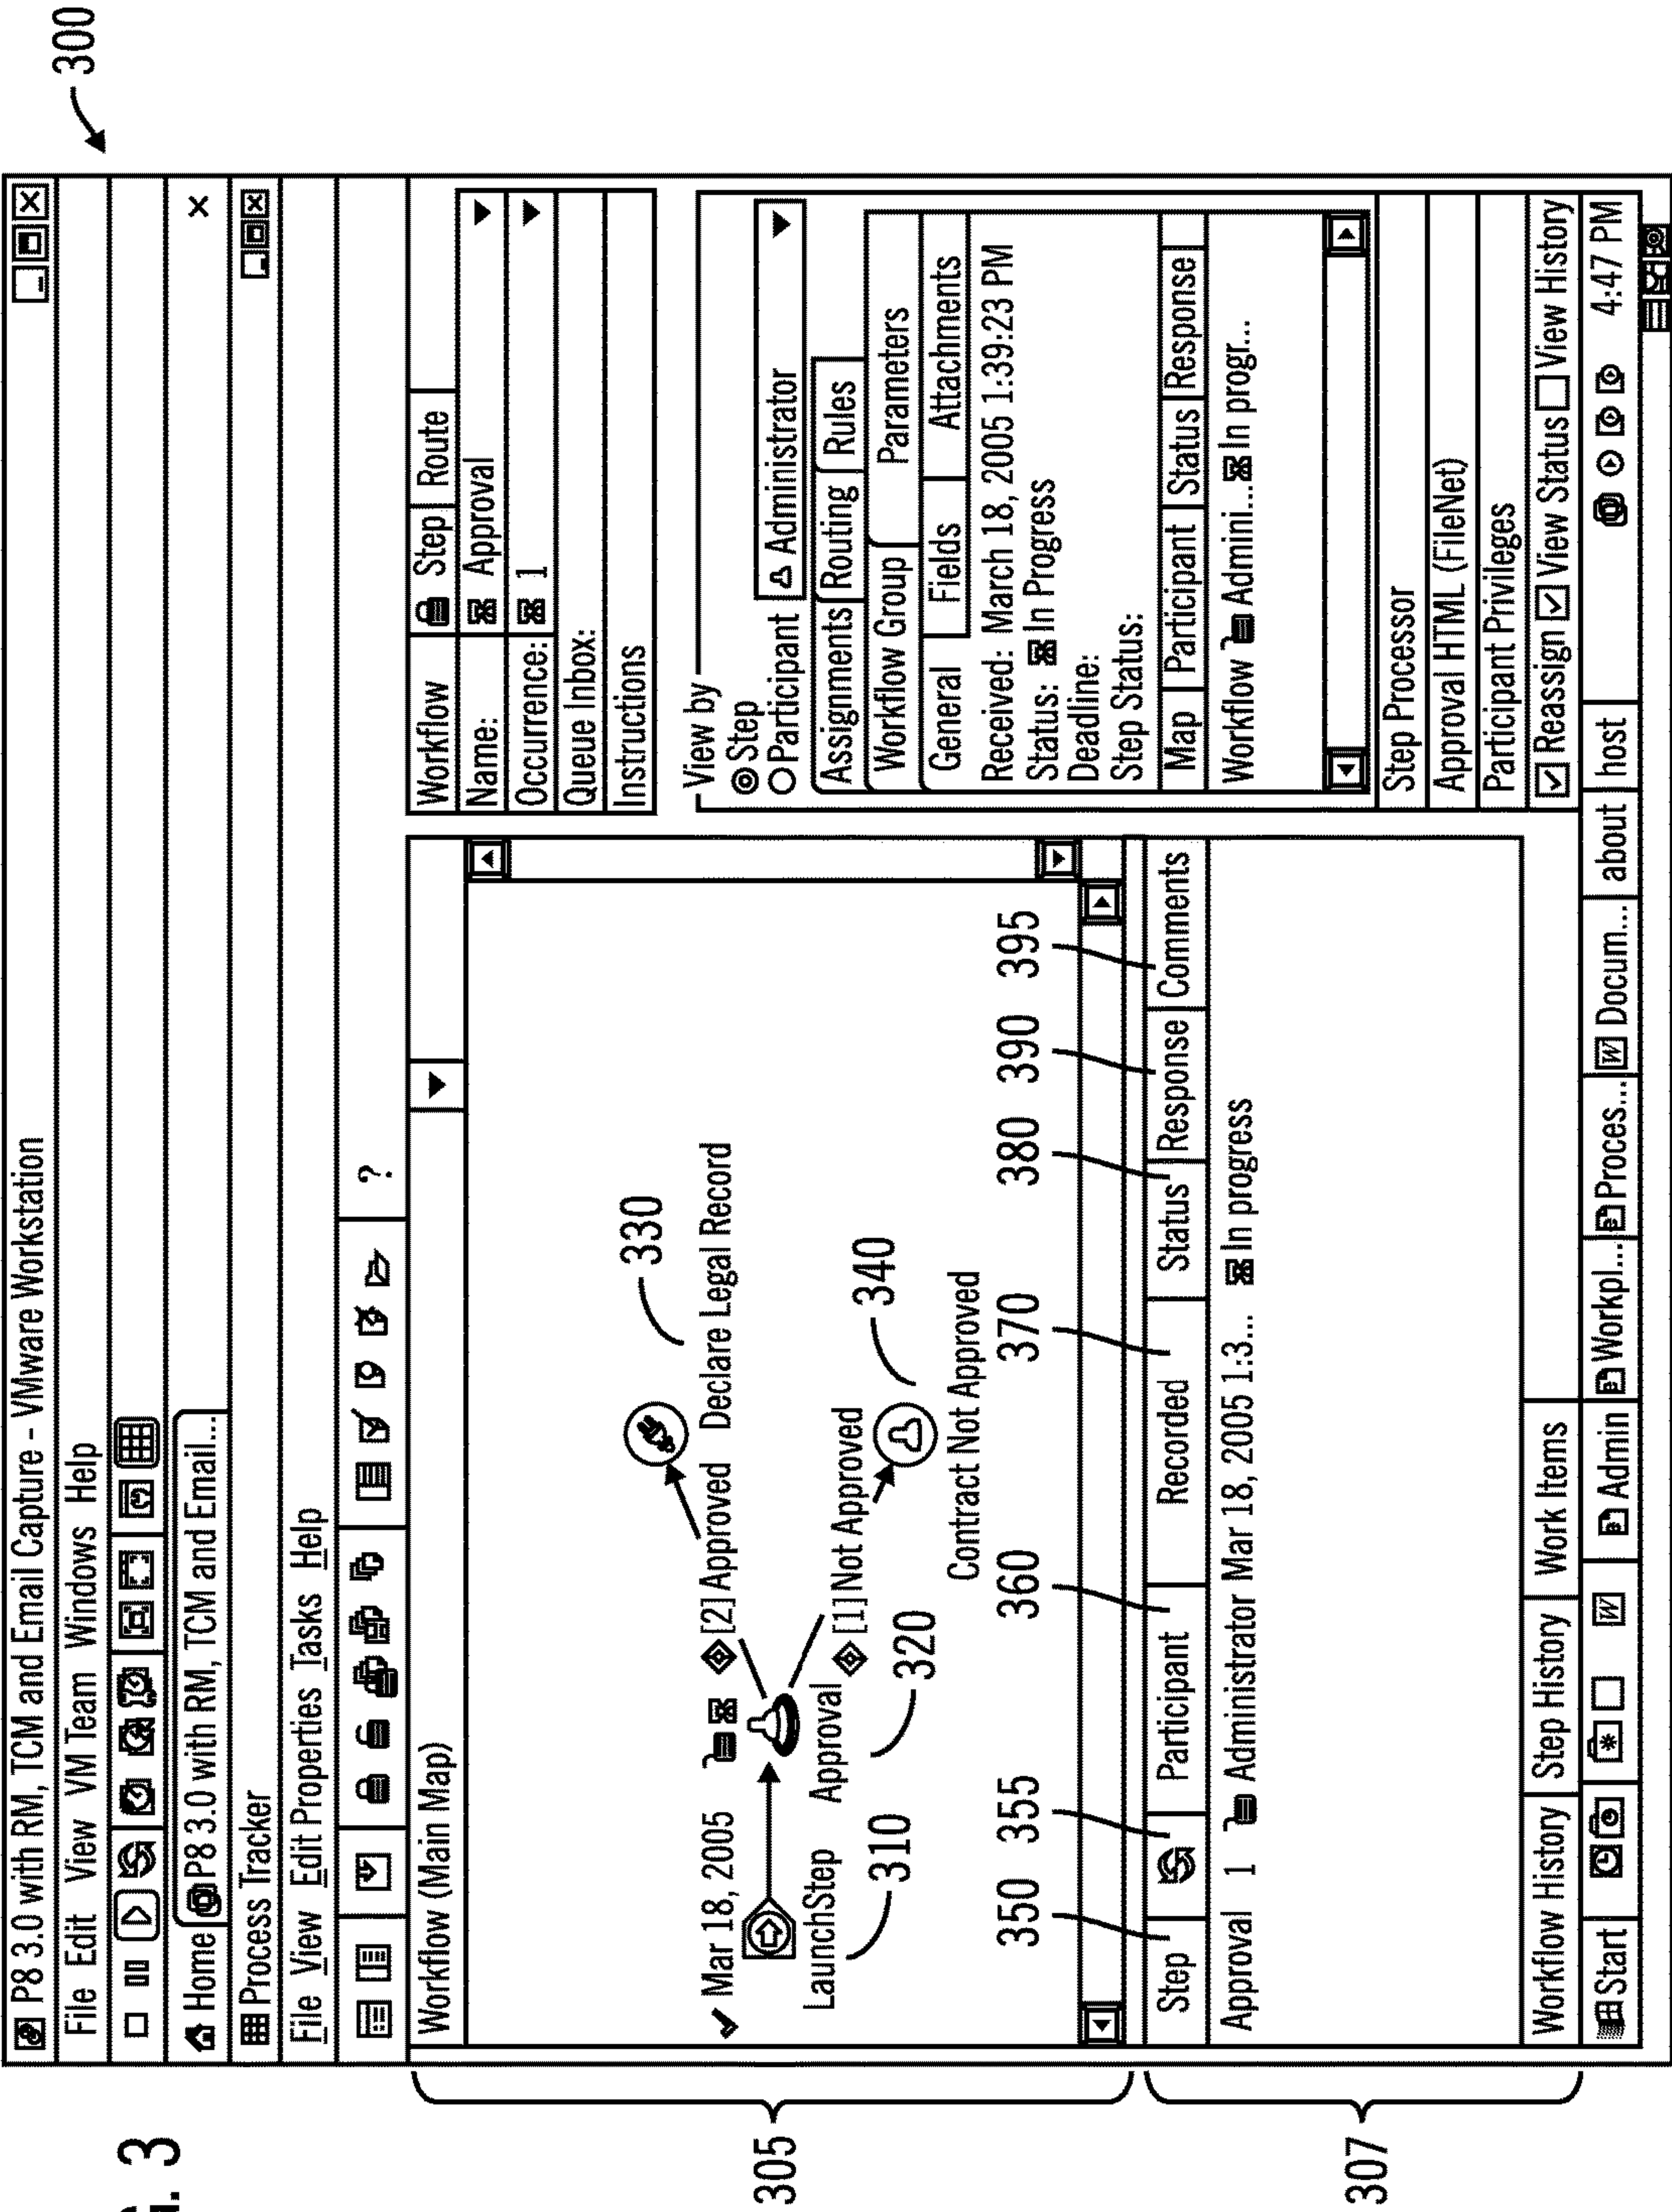 300
P8 3.0 with RM, TCM and Email Capture - VMware Workstation
File Edit View VM Team Windows Help
Home P8 3.0 with RM, TCM and Email...
Process Tracker
File View Edit Properties Tasks Help
?
Workflow (Main Map)
Mar 18, 2005
LaunchStep
310
Approval
320
[2] Approved
Declare Legal Record
330
[1] Not Approved
340
Contract Not Approved
350 355 360 370 380 390 395
Step Participant Recorded Status Response Comments
Approval 1 Administrator Mar 18, 2005 1:3... In progress
Workflow History Step History Work Items
Workflow Step Route
Name: Approval
Occurrence: 1
Queue Inbox:
Instructions
View by
Step
Participant Administrator
Assignments Routing Rules
Workflow Group Parameters
General Fields Attachments
Received: March 18, 2005 1:39:23 PM
Status: In Progress
Deadline:
Step Status:
Map Participant Status Response
Workflow Admini... In progr...
Step Processor
Approval HTML (FileNet)
Participant Privileges
Reassign View Status View History
Start W Admin Workpl... Proces... W Docum... about host 4:47 PM
305
307
3